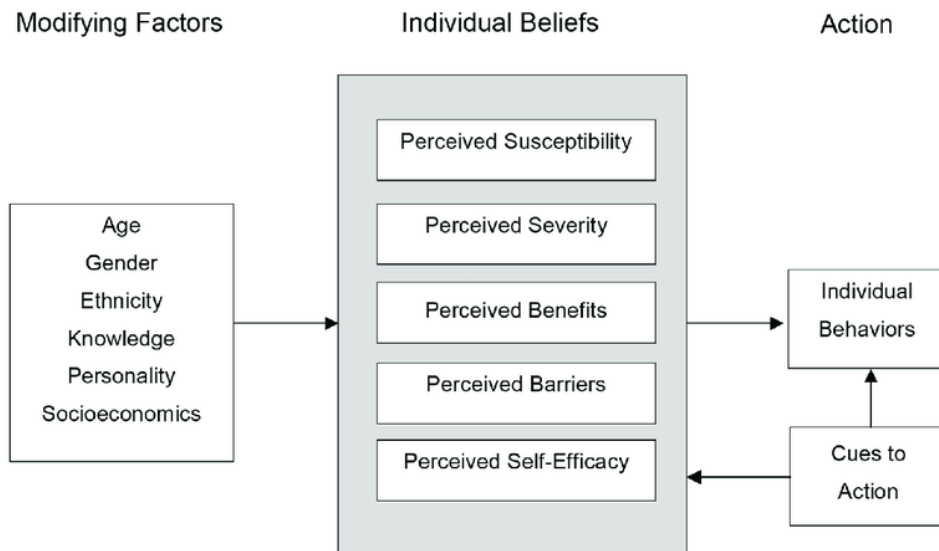 Modifying Factors
Individual Beliefs
Action
Age
Gender
Ethnicity
Knowledge
Personality
Socioeconomics
Perceived Susceptibility
Perceived Severity
Perceived Benefits
Perceived Barriers
Perceived Self-Efficacy
Individual
Behaviors
Cues to
Action